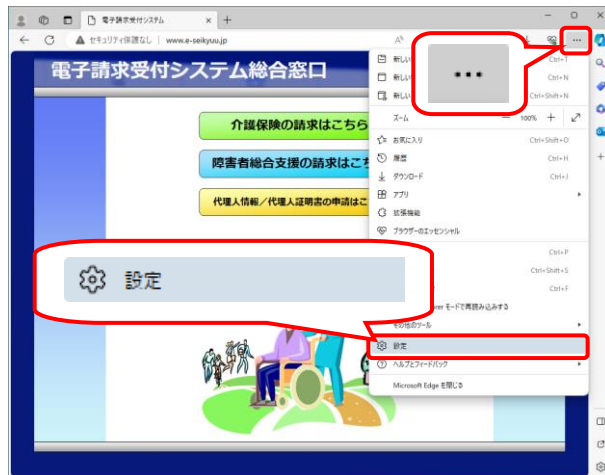 電子請求受付システム
セキュリティ保護なし | www.e-seikyuu.jp
電子請求受付システム総合窓口
介護保険の請求はこちら
障害者総合支援の請求はこち
代理人情報／代理人証明書の申請はこ
新しい
Ctrl+T
新しい
Ctrl+N
新しい
Ctrl+Shift+N
ズーム
100%
お気に入り
Ctrl+Shift+O
履歴
Ctrl+H
ダウンロード
Ctrl+J
アプリ
拡張機能
ブラウザーのエッセンシャル
Ctrl+P
Ctrl+Shift+S
Ctrl+F
rer モードで再読み込みする
その他のツール
設定
ヘルプとフィードバック
Microsoft Edge を閉じる
設定